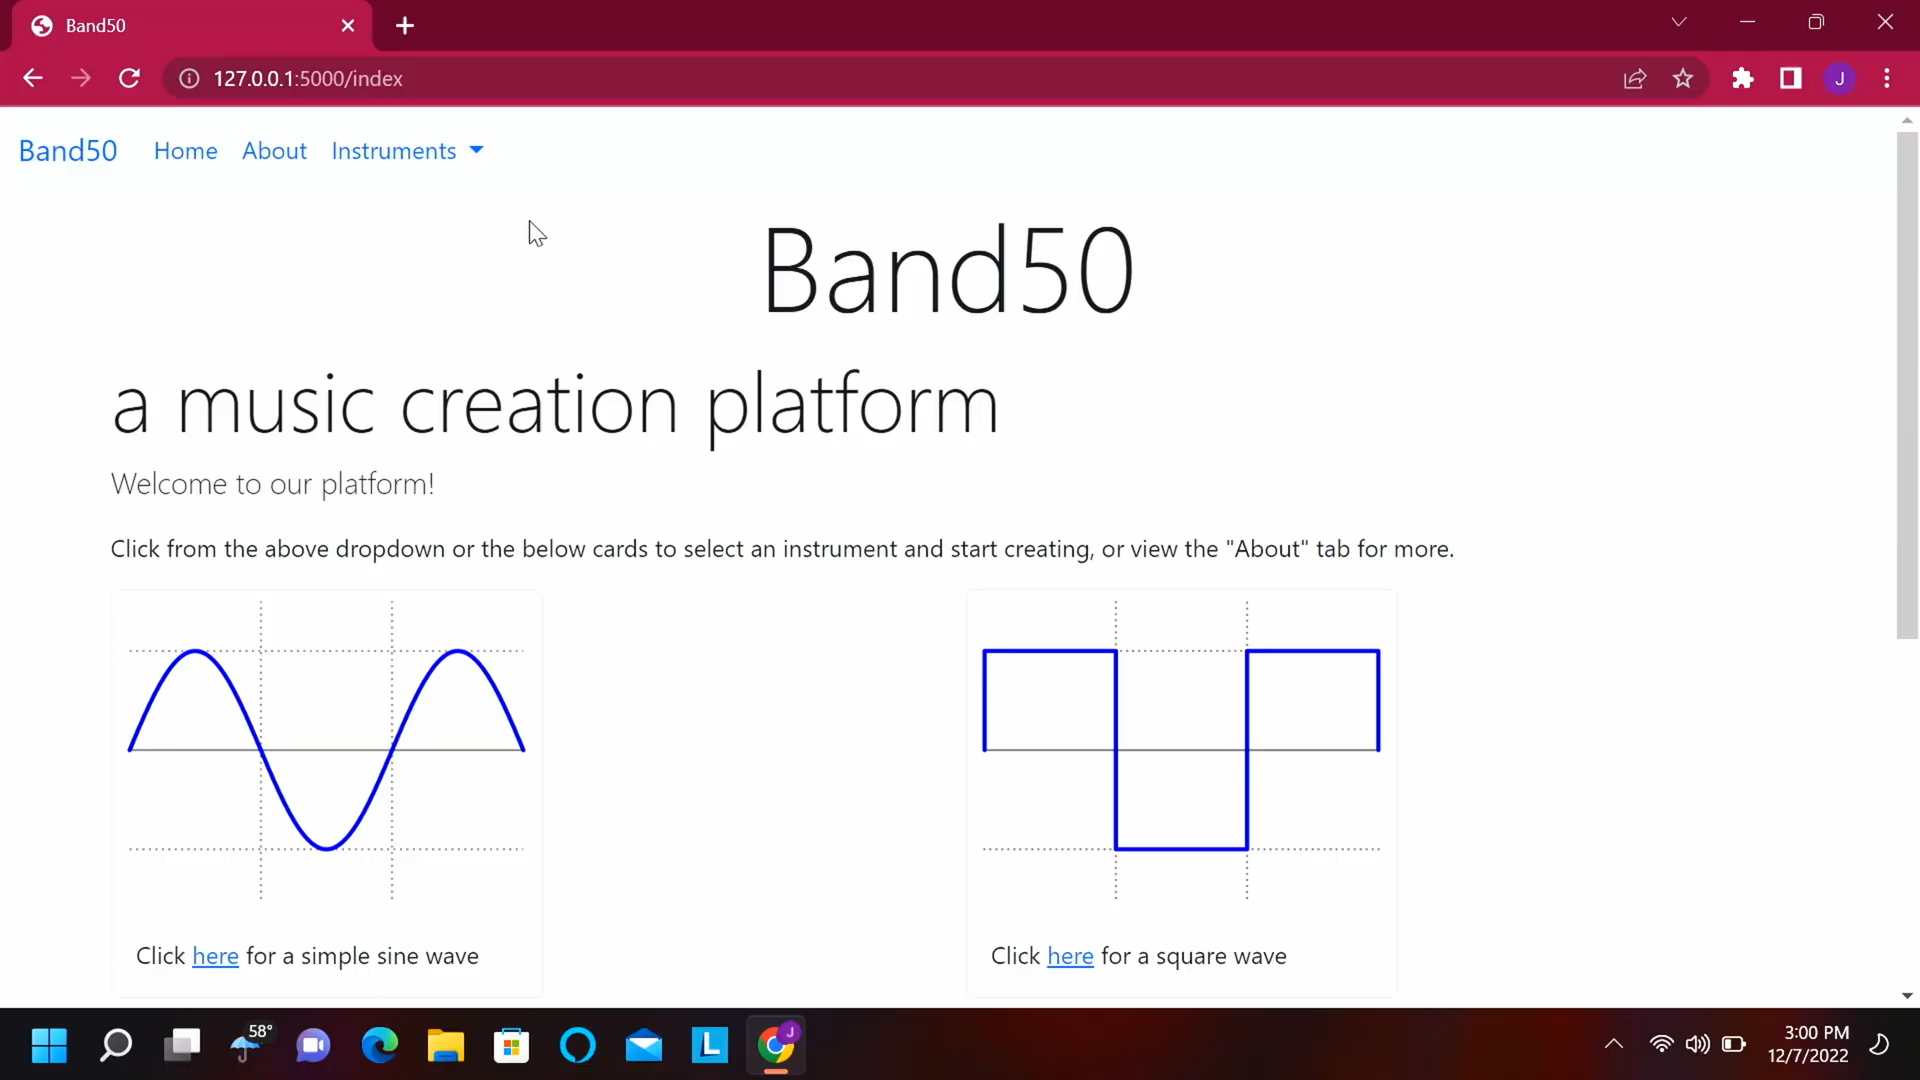 Band50
127.0.0.1:5000/index
J
Band50 Home About Instruments
Band50
a music creation platform
Welcome to our platform!
Click from the above dropdown or the below cards to select an instrument and start creating, or view the "About" tab for more.
Click here for a simple sine wave
Click here for a square wave
58°
L
J
3:00 PM
12/7/2022